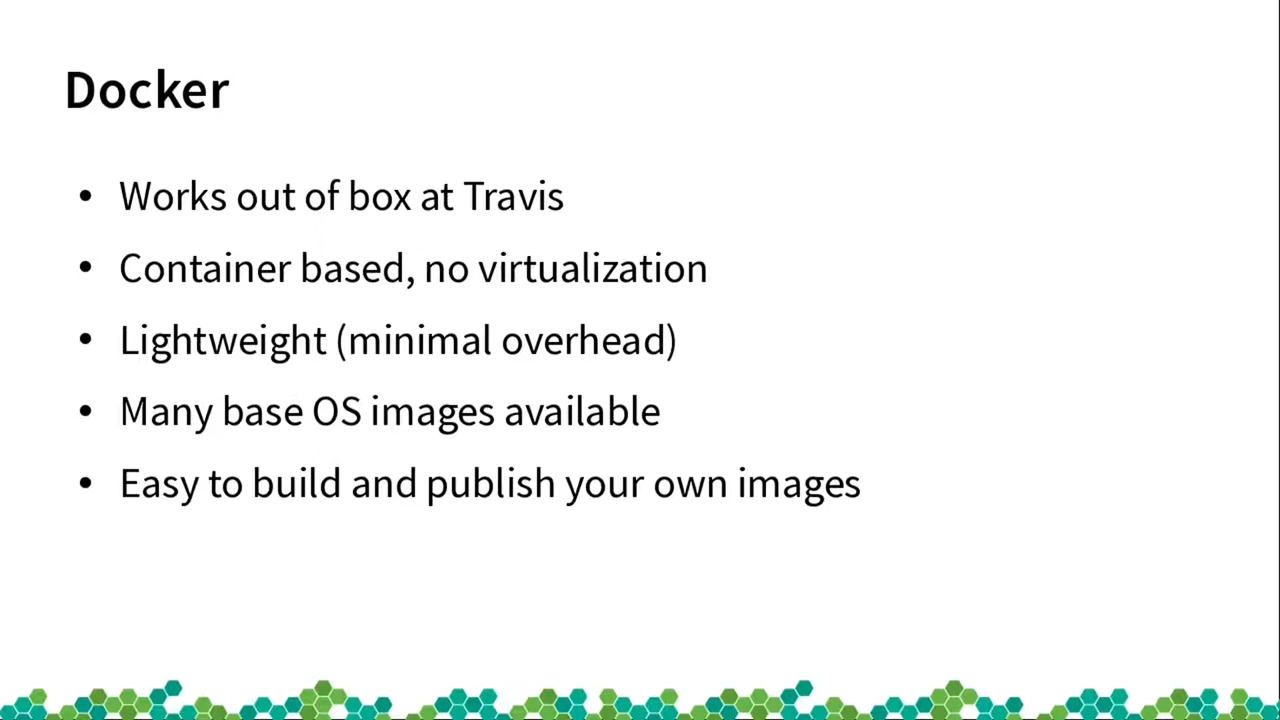 Docker
• Works out of box at Travis
• Container based, no virtualization
• Lightweight (minimal overhead)
• Many base OS images available
• Easy to build and publish your own images